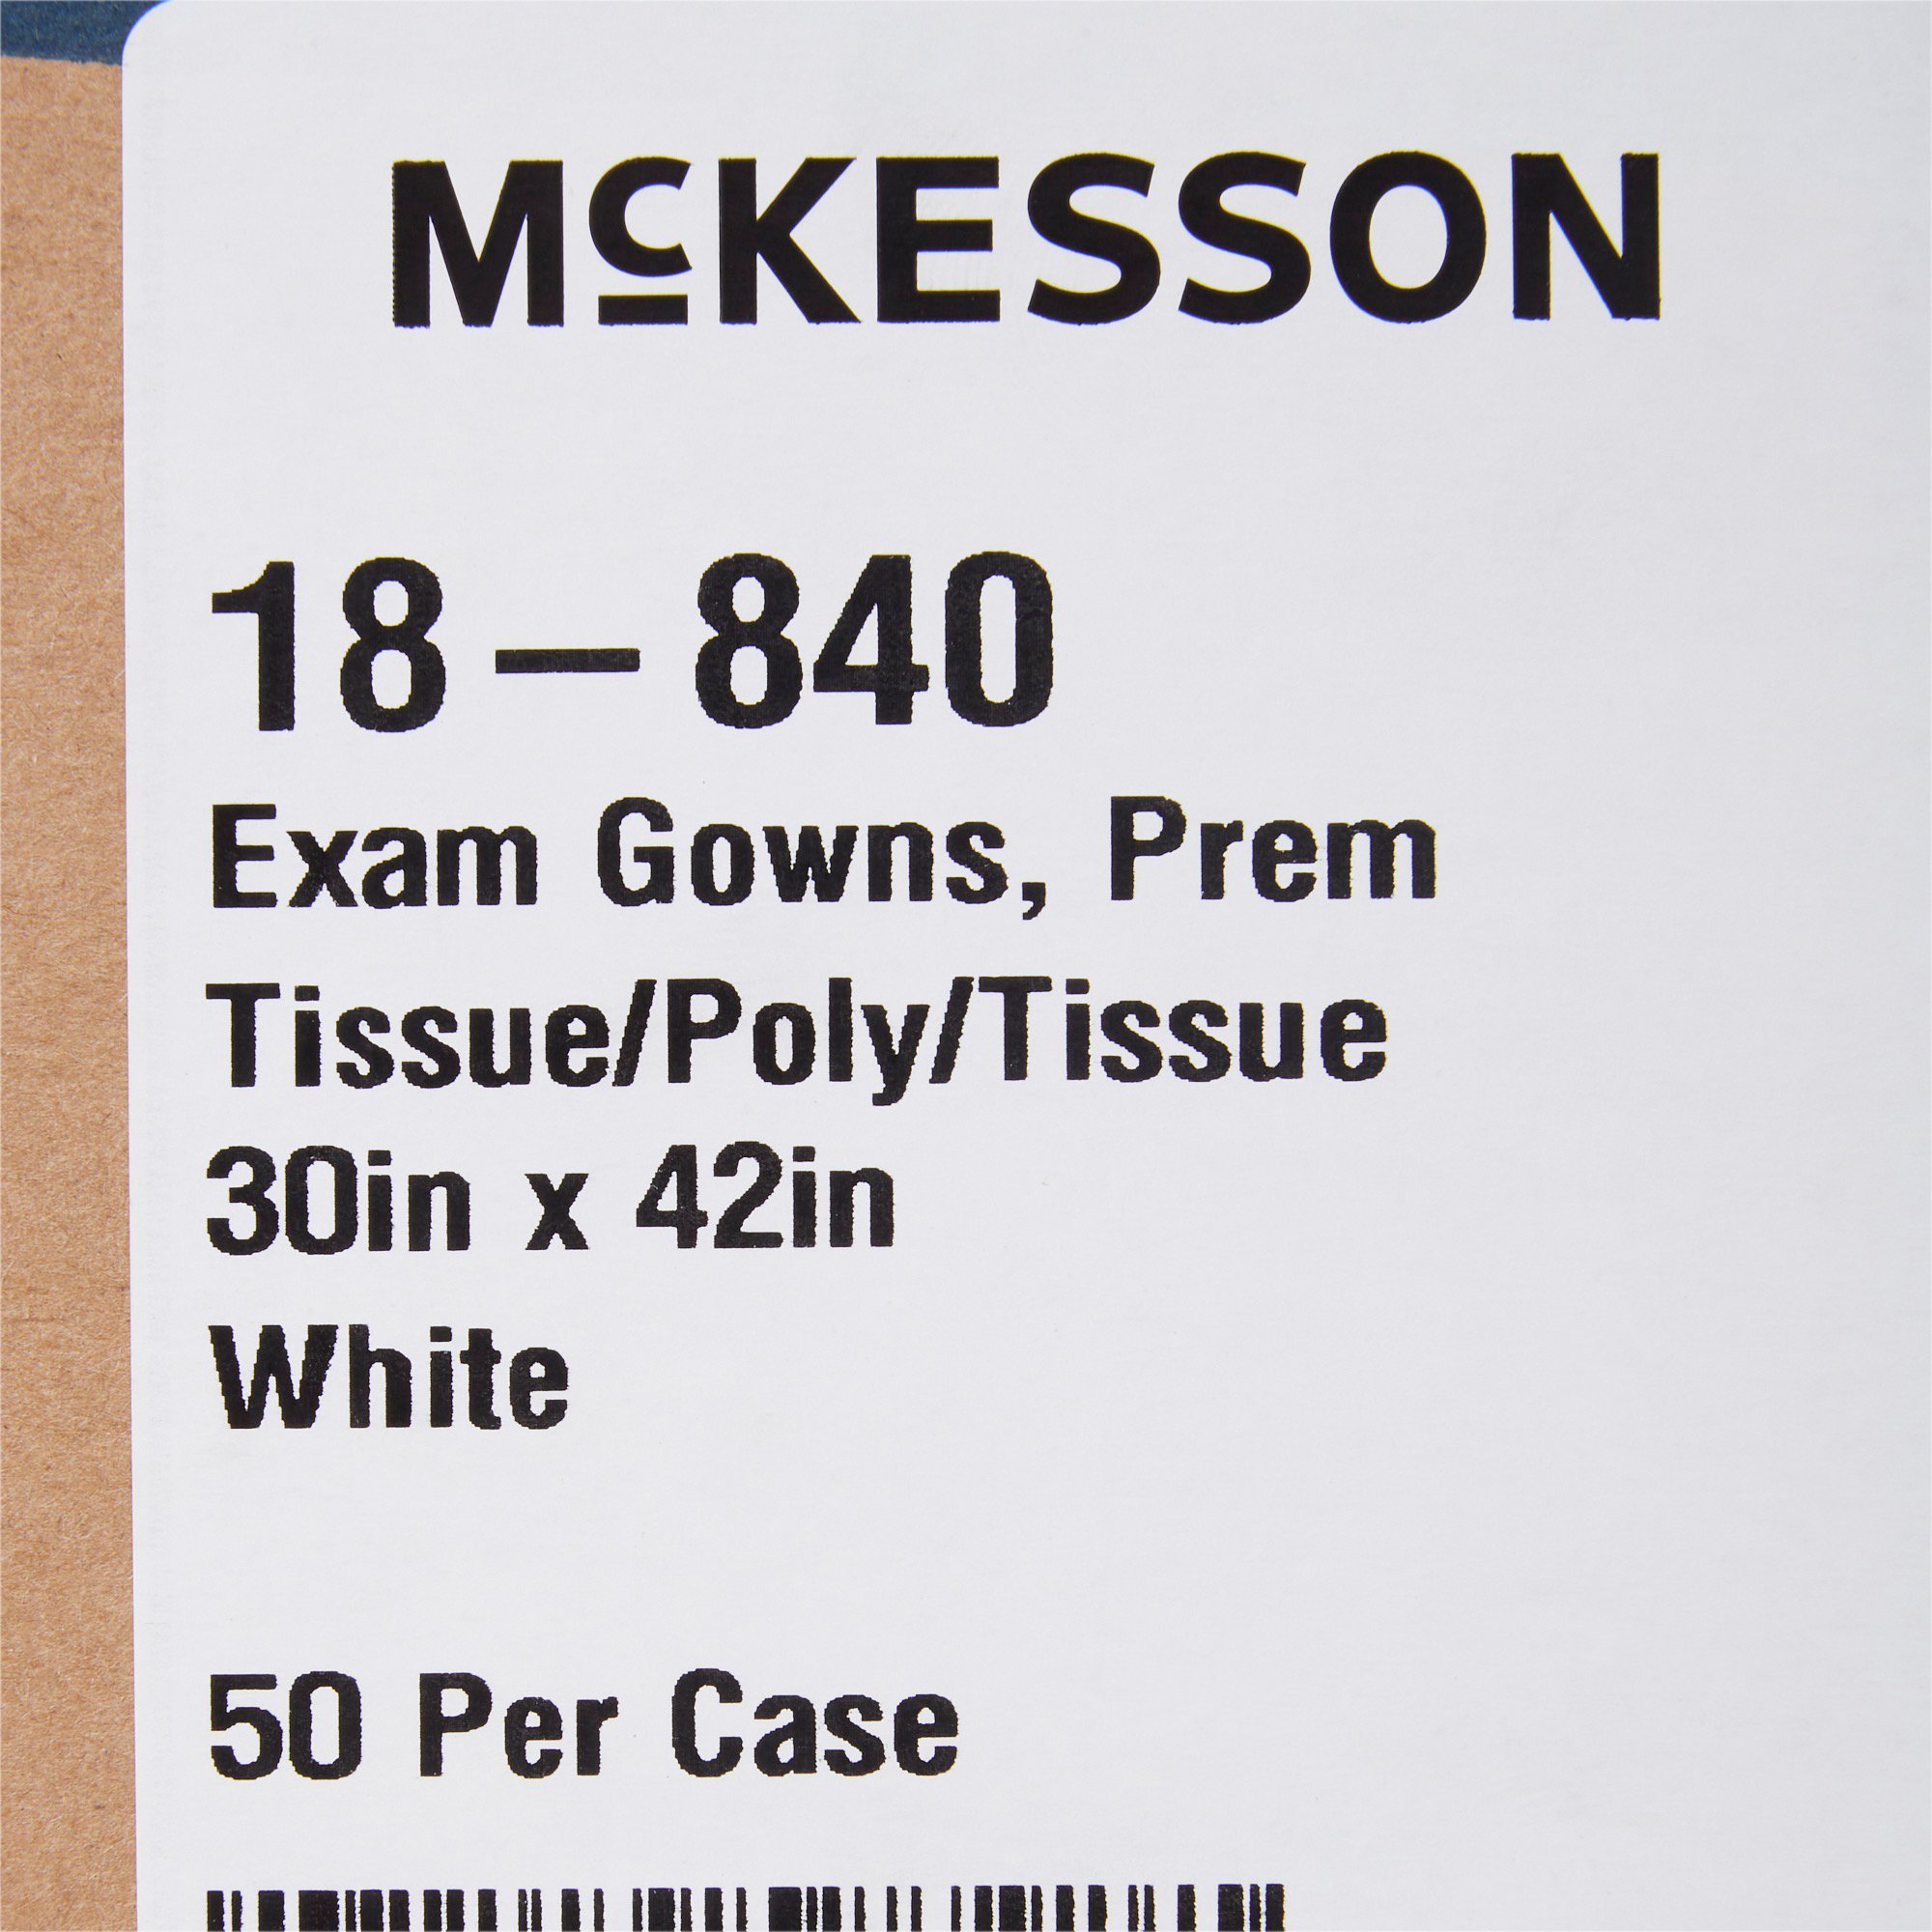 McKESSON
18-840
Exam Gowns, Prem
Tissue/Poly/Tissue
30in x 42in
White
50 Per Case